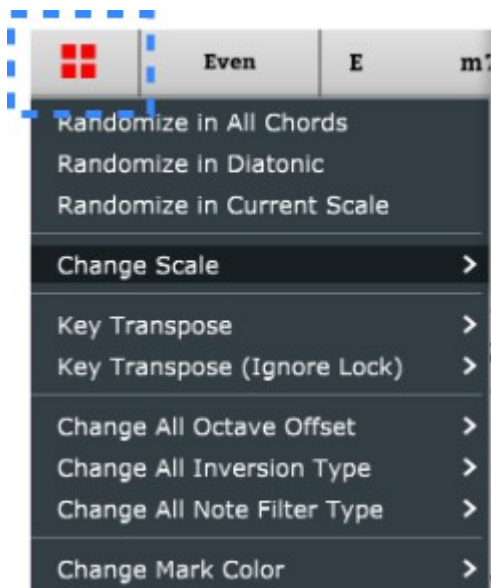 Even E m7
Randomize in All Chords
Randomize in Diatonic
Randomize in Current Scale
Change Scale
Key Transpose
Key Transpose (Ignore Lock)
Change All Octave Offset
Change All Inversion Type
Change All Note Filter Type
Change Mark Color